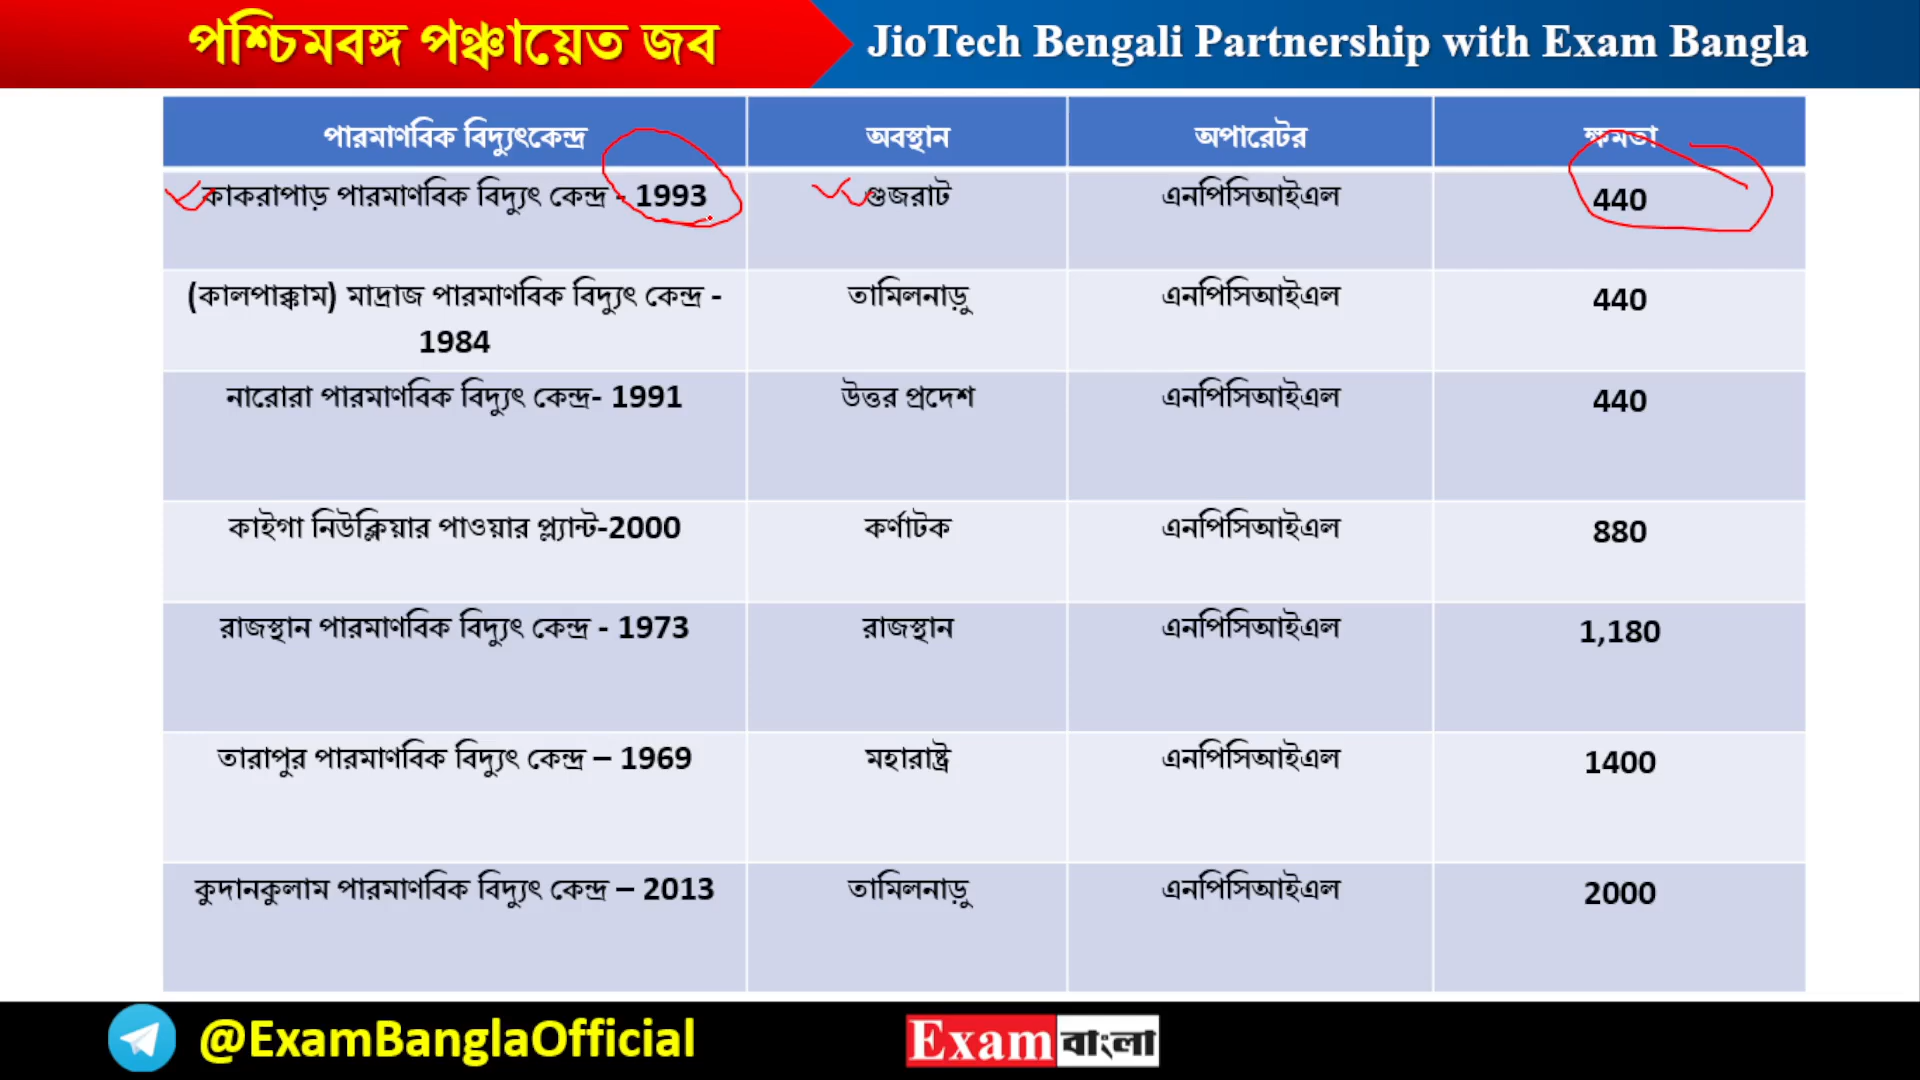 পশ্চিমবঙ্গ পঞ্চায়েত জব
JioTech Bengali Partnership with Exam Bangla
পারমাণবিক বিদ্যুৎকেন্দ্র অবস্থান অপারেটর ক্ষমতা
কাকরাপাড় পারমাণবিক বিদ্যুৎ কেন্দ্র - 1993 গুজরাট এনপিসিআইএল 440
(কালপাক্কাম) মাদ্রাজ পারমাণবিক বিদ্যুৎ কেন্দ্র - তামিলনাড়ু এনপিসিআইএল 440
1984
নারোরা পারমাণবিক বিদ্যুৎ কেন্দ্র- 1991 উত্তর প্রদেশ এনপিসিআইএল 440
কাইগা নিউক্লিয়ার পাওয়ার প্ল্যান্ট-2000 কর্ণাটক এনপিসিআইএল 880
রাজস্থান পারমাণবিক বিদ্যুৎ কেন্দ্র - 1973 রাজস্থান এনপিসিআইএল 1,180
তারাপুর পারমাণবিক বিদ্যুৎ কেন্দ্র – 1969 মহারাষ্ট্র এনপিসিআইএল 1400
কুদানকুলাম পারমাণবিক বিদ্যুৎ কেন্দ্র – 2013 তামিলনাড়ু এনপিসিআইএল 2000
@ExamBanglaOfficial
Exam বাংলা